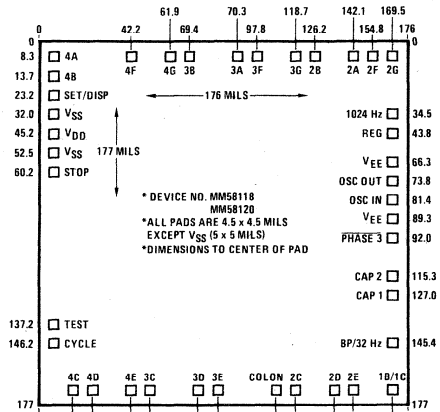 61.9 70.3 118.7 142.1 169.5
0 42.2 69.4 97.8 126.2 154.8 176
0 0
8.3 4A 4F 4G 3B 3A 3F 3G 2B 2A 2F 2G
13.7 4B
23.2 SET/DISP 176 MILS
32.0 VSS 1024 Hz 34.5
45.2 VDD REG 43.8
52.5 VSS 177 MILS
60.2 STOP VEE 66.3
OSC OUT 73.8
* DEVICE NO. MM58118 OSC IN 81.4
MM58120
*ALL PADS ARE 4.5 x 4.5 MILS VEE 89.3
EXCEPT VSS (5 x 5 MILS) PHASE 3 92.0
*DIMENSIONS TO CENTER OF PAD
CAP 2 115.3
CAP 1 127.0
137.2 TEST
146.2 CYCLE BP/32 Hz 145.4
4C 4D 4E 3C 3D 3E COLON 2C 2D 2E 1B/1C
177 177